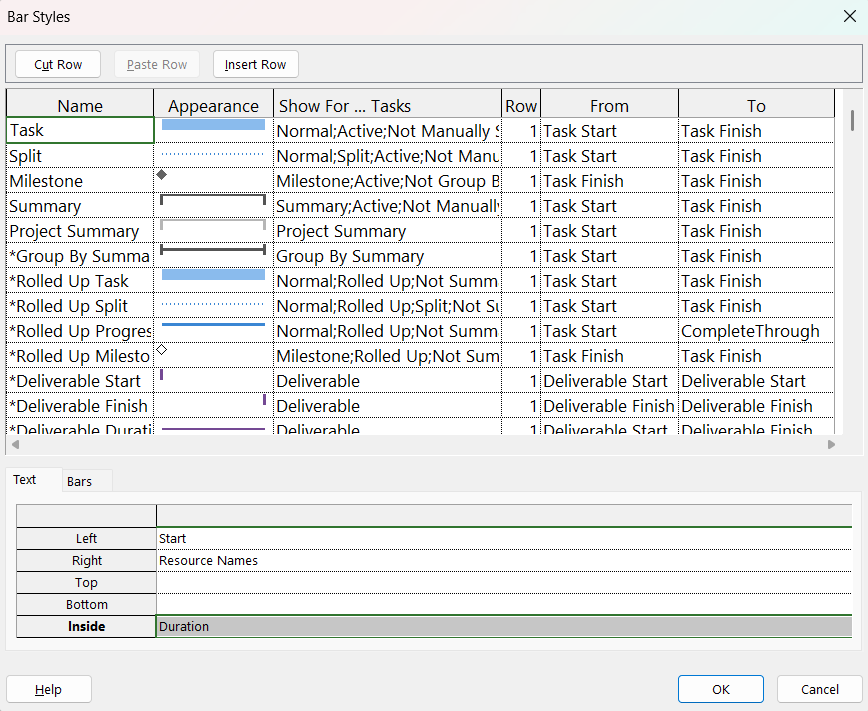 Bar Styles
Cut Row Paste Row Insert Row
Name Appearance Show For ... Tasks Row From To
Task Normal;Active;Not Manually S 1 Task Start Task Finish
Split Normal;Split;Active;Not Manu 1 Task Start Task Finish
Milestone Milestone;Active;Not Group B 1 Task Finish Task Finish
Summary Summary;Active;Not Manually 1 Task Start Task Finish
Project Summary Project Summary 1 Task Start Task Finish
*Group By Summa Group By Summary 1 Task Start Task Finish
*Rolled Up Task Normal;Rolled Up;Not Summ 1 Task Start Task Finish
*Rolled Up Split Normal;Rolled Up;Split;Not Su 1 Task Start Task Finish
*Rolled Up Progres Normal;Rolled Up;Not Summ 1 Task Start CompleteThrough
*Rolled Up Milesto Milestone;Rolled Up;Not Sum 1 Task Finish Task Finish
*Deliverable Start Deliverable 1 Deliverable Start Deliverable Start
*Deliverable Finish Deliverable 1 Deliverable Finish Deliverable Finish
*Deliverable Durati Deliverable 1 Deliverable Start Deliverable Finish
Text Bars
Left Start
Right Resource Names
Top
Bottom
Inside Duration
Help OK Cancel